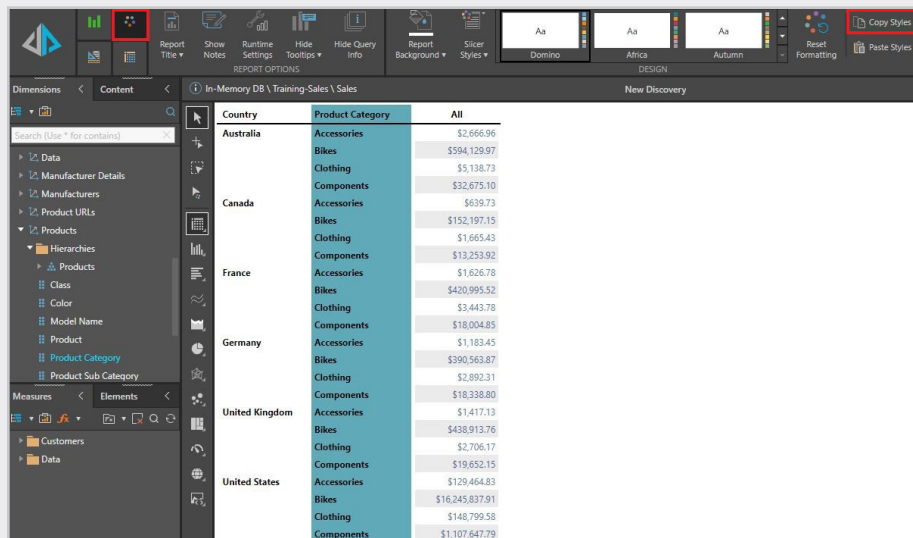 Report Title
Show Notes
Runtime Settings
Hide Tooltips
Hide Query Info
REPORT OPTIONS
Report Background
Slicer Styles
Aa
Domino
Aa
Africa
Aa
Autumn
Reset Formatting
Copy Styles
Paste Styles
DESIGN
Dimensions
Content
In-Memory DB \ Training-Sales \ Sales
New Discovery
Search (Use * for contains)
Data
Manufacturer Details
Manufacturers
Product URLs
Products
Hierarchies
Products
Class
Color
Model Name
Product
Product Category
Product Sub Category
Measures
Elements
Customers
Data
Country Product Category All
Australia Accessories $2,666.96
Bikes $594,129.97
Clothing $5,138.73
Components $32,675.10
Canada Accessories $639.73
Bikes $152,197.15
Clothing $1,665.43
Components $13,253.92
France Accessories $1,626.78
Bikes $420,995.52
Clothing $3,443.78
Components $18,004.85
Germany Accessories $1,183.45
Bikes $390,563.87
Clothing $2,892.31
Components $18,338.80
United Kingdom Accessories $1,417.13
Bikes $438,913.76
Clothing $2,706.17
Components $19,652.15
United States Accessories $129,464.83
Bikes $16,245,837.91
Clothing $148,799.58
Components $1,107,647.79